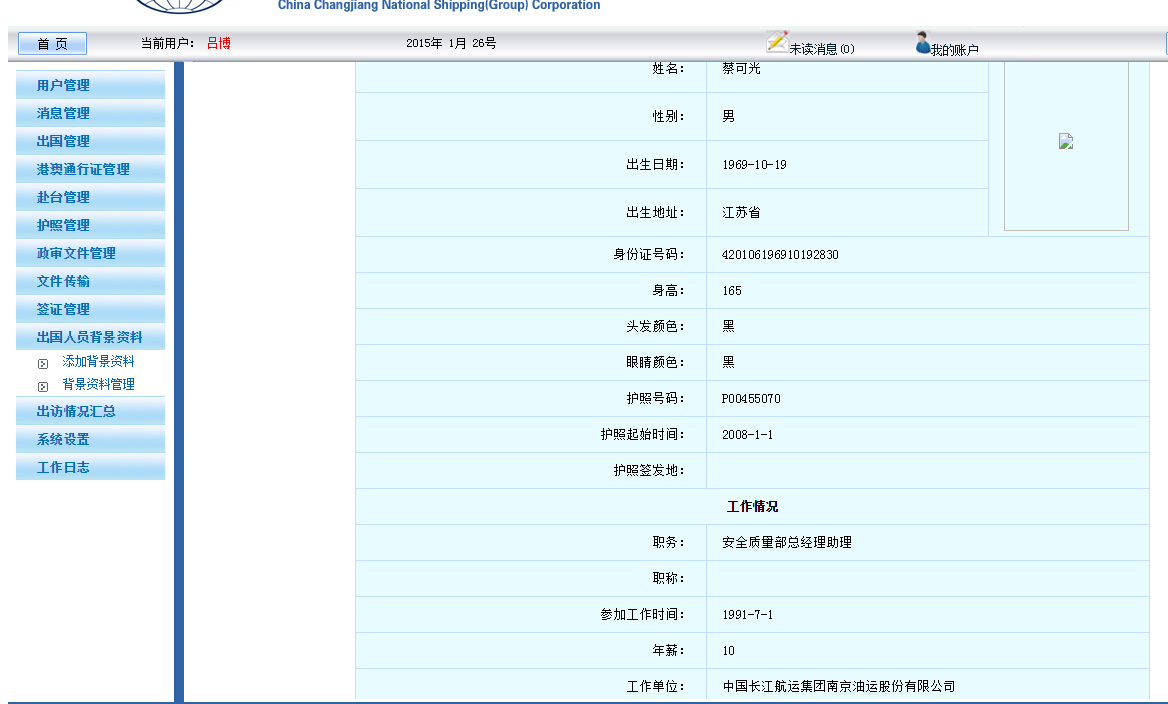 China Changjiang National Shipping(Group) Corporation
首 页 当前用户： 吕博 2015年 1月 26号 未读消息(0) 我的账户
用户管理
消息管理
出国管理
港澳通行证管理
赴台管理
护照管理
政审文件管理
文件传输
签证管理
出国人员背景资料
添加背景资料
背景资料管理
出访情况汇总
系统设置
工作日志
姓名： 蔡可光
性别： 男
出生日期： 1969-10-19
出生地址： 江苏省
身份证号码： 420106196910192830
身高： 165
头发颜色： 黑
眼睛颜色： 黑
护照号码： P00455070
护照起始时间： 2008-1-1
护照签发地：
工作情况
职务： 安全质量部总经理助理
职称：
参加工作时间： 1991-7-1
年薪： 10
工作单位： 中国长江航运集团南京油运股份有限公司